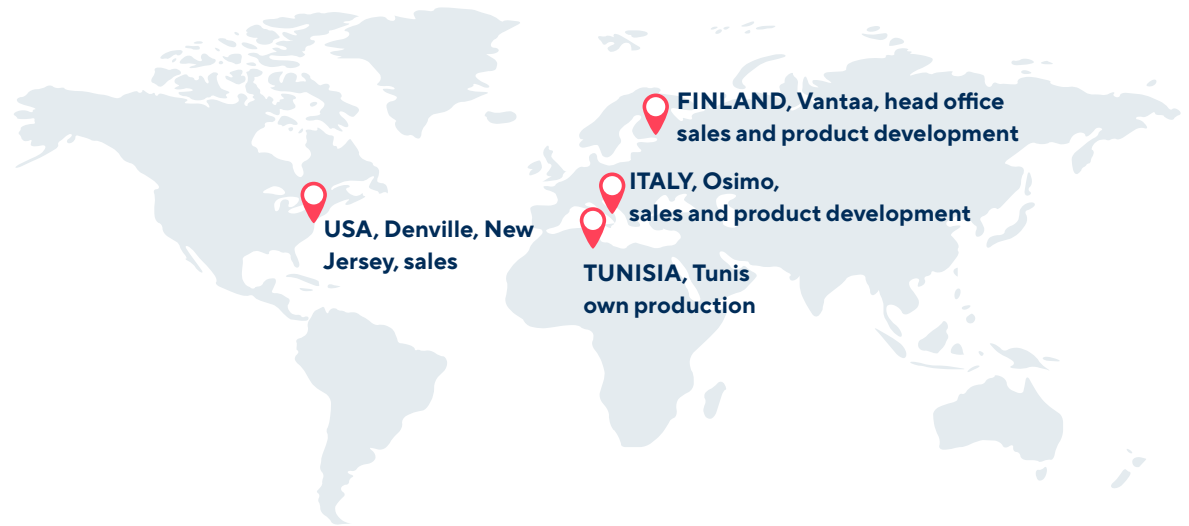 FINLAND, Vantaa, head office
sales and product development
ITALY, Osimo,
sales and product development
USA, Denville, New
Jersey, sales
TUNISIA, Tunis
own production